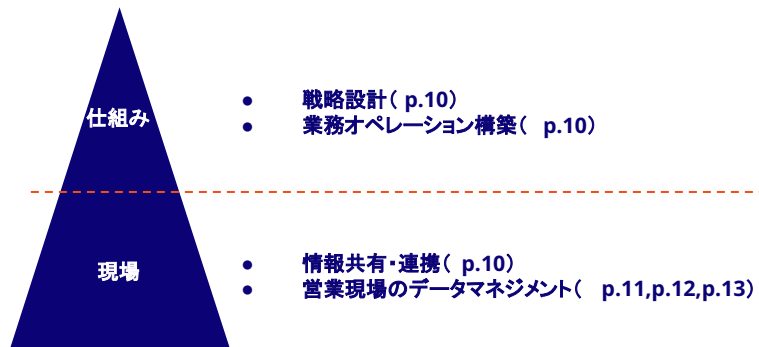 仕組み
● 戦略設計( p.10)
● 業務オペレーション構築( p.10)
現場
● 情報共有・連携( p.10)
● 営業現場のデータマネジメント( p.11,p.12,p.13)